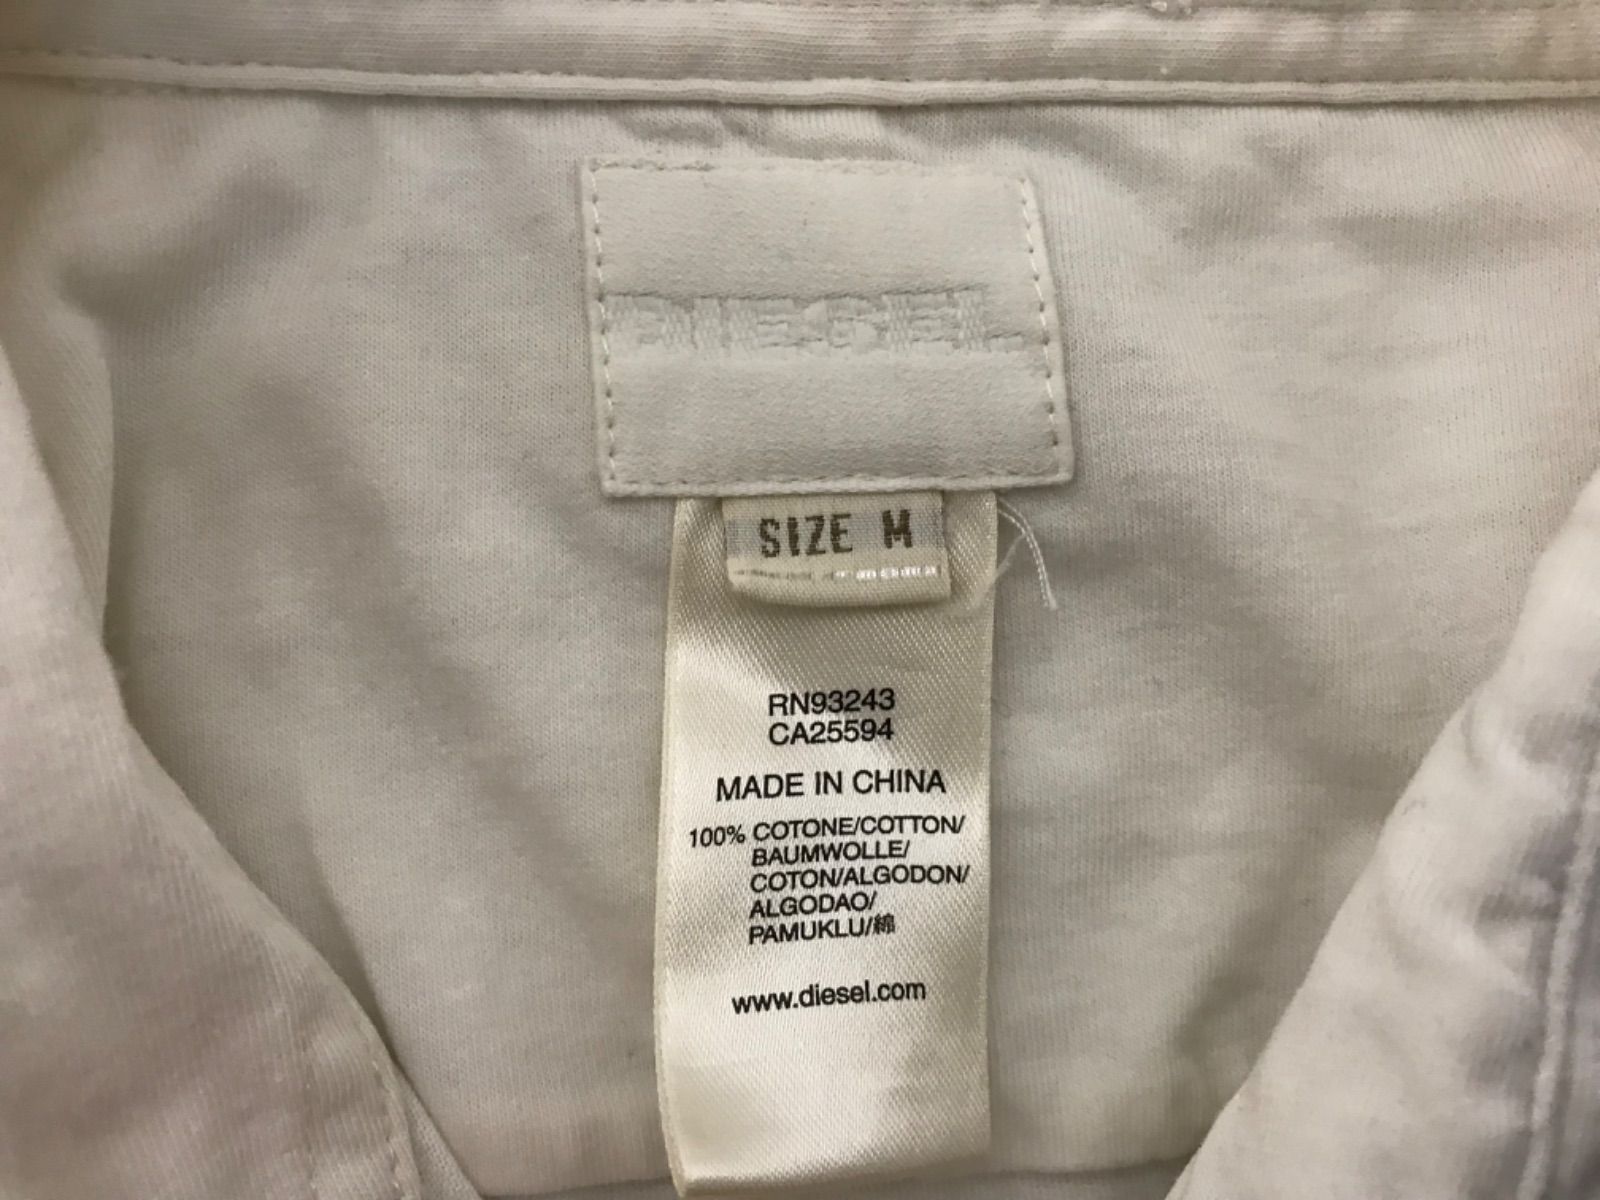 DIESEL
SIZE M
RN93243
CA25594
MADE IN CHINA
100% COTONE/COTTON/
BAUMWOLLE/
COTON/ALGODON/
ALGODAO/
PAMUKLU/綿
www.diesel.com